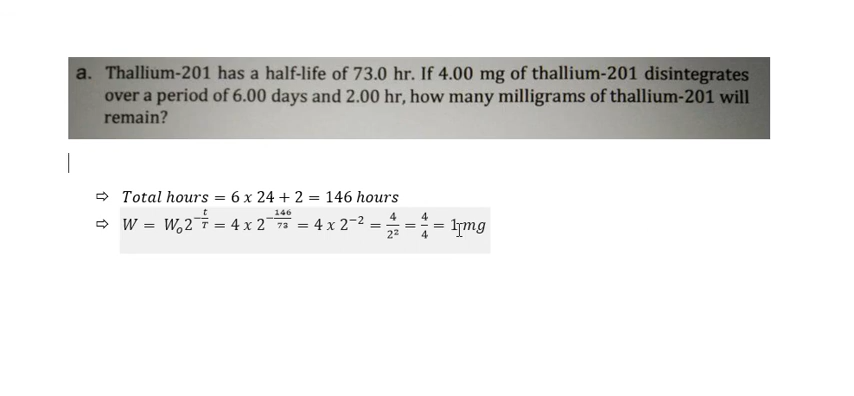 a. Thallium-201 has a half-life of 73.0 hr. If 4.00 mg of thallium-201 disintegrates
over a period of 6.00 days and 2.00 hr, how many milligrams of thallium-201 will
remain?
⇨ Total hours = 6 x 24 + 2 = 146 hours
⇨ W = W₀2^(-t/T) = 4 x 2^(-146/73) = 4 x 2^(-2) = 4/2² = 4/4 = 1 mg